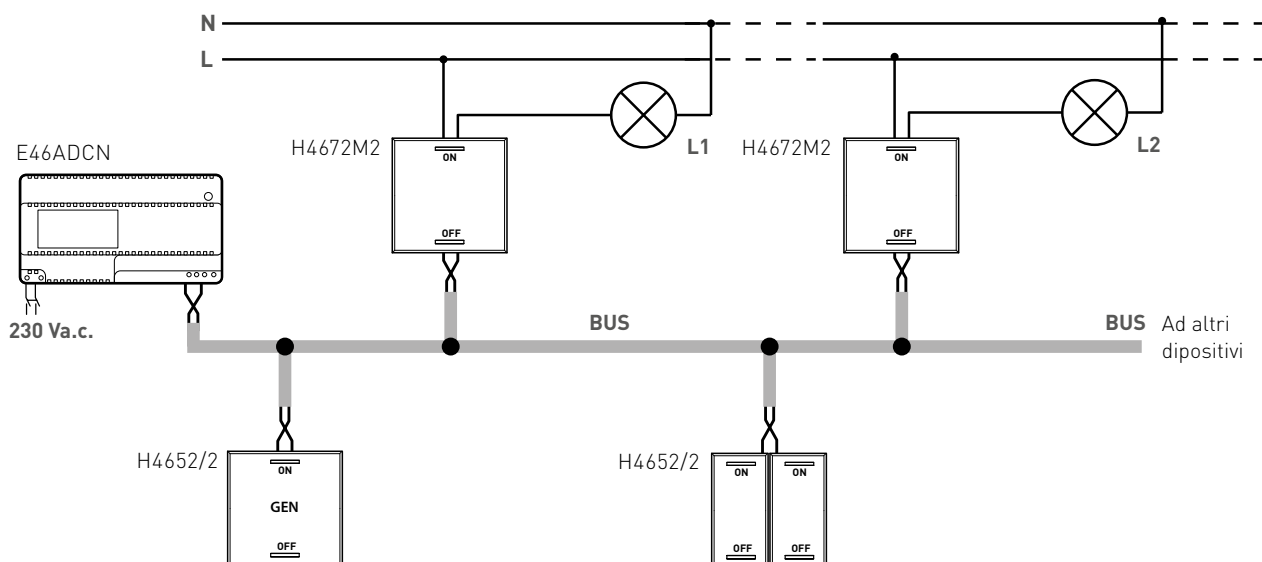 N
L
E46ADCN
H4672M2
ON
OFF
L1
H4672M2
ON
OFF
L2
230 Va.c.
BUS
BUS
Ad altri
dipositivi
H4652/2
ON
GEN
OFF
H4652/2
ON
ON
OFF
OFF